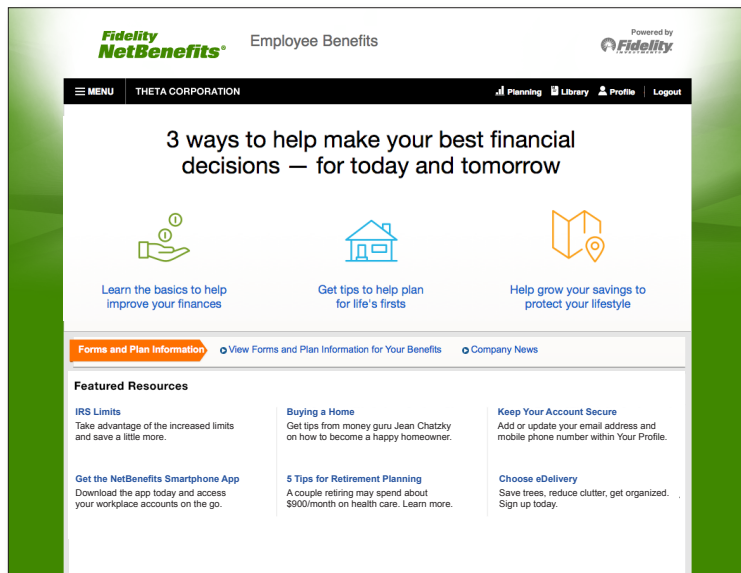 Fidelity
NetBenefits®
Employee Benefits
Powered by
Fidelity
INVESTMENTS
MENU
THETA CORPORATION
Planning
Library
Profile
Logout
3 ways to help make your best financial
decisions — for today and tomorrow
Learn the basics to help
improve your finances
Get tips to help plan
for life's firsts
Help grow your savings to
protect your lifestyle
Forms and Plan Information
View Forms and Plan Information for Your Benefits
Company News
Featured Resources
IRS Limits
Take advantage of the increased limits
and save a little more.
Buying a Home
Get tips from money guru Jean Chatzky
on how to become a happy homeowner.
Keep Your Account Secure
Add or update your email address and
mobile phone number within Your Profile.
Get the NetBenefits Smartphone App
Download the app today and access
your workplace accounts on the go.
5 Tips for Retirement Planning
A couple retiring may spend about
$900/month on health care. Learn more.
Choose eDelivery
Save trees, reduce clutter, get organized.
Sign up today.